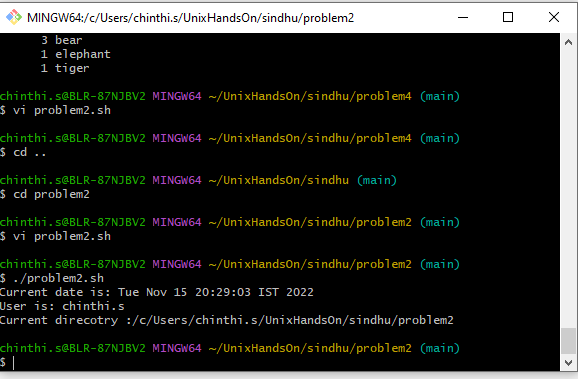 MINGW64:/c/Users/chinthi.s/UnixHandsOn/sindhu/problem2
3 bear
1 elephant
1 tiger
chinthi.s@BLR-87NJBV2 MINGW64 ~/UnixHandsOn/sindhu/problem4 (main)
$ vi problem2.sh
chinthi.s@BLR-87NJBV2 MINGW64 ~/UnixHandsOn/sindhu/problem4 (main)
$ cd ..
chinthi.s@BLR-87NJBV2 MINGW64 ~/UnixHandsOn/sindhu (main)
$ cd problem2
chinthi.s@BLR-87NJBV2 MINGW64 ~/UnixHandsOn/sindhu/problem2 (main)
$ vi problem2.sh
chinthi.s@BLR-87NJBV2 MINGW64 ~/UnixHandsOn/sindhu/problem2 (main)
$ ./problem2.sh
Current date is: Tue Nov 15 20:29:03 IST 2022
User is: chinthi.s
Current direcotry :/c/Users/chinthi.s/UnixHandsOn/sindhu/problem2
chinthi.s@BLR-87NJBV2 MINGW64 ~/UnixHandsOn/sindhu/problem2 (main)
$